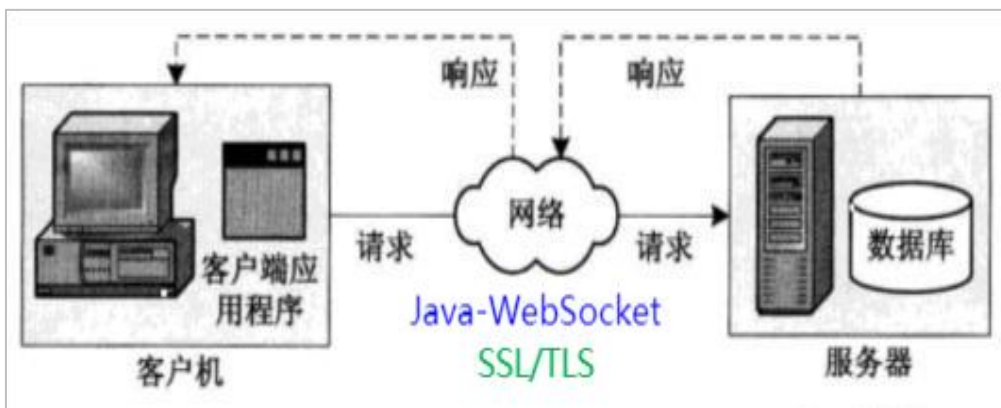 响应
响应
网络
请求
请求
客户端应
用程序
数据库
Java-WebSocket
SSL/TLS
客户机
服务器